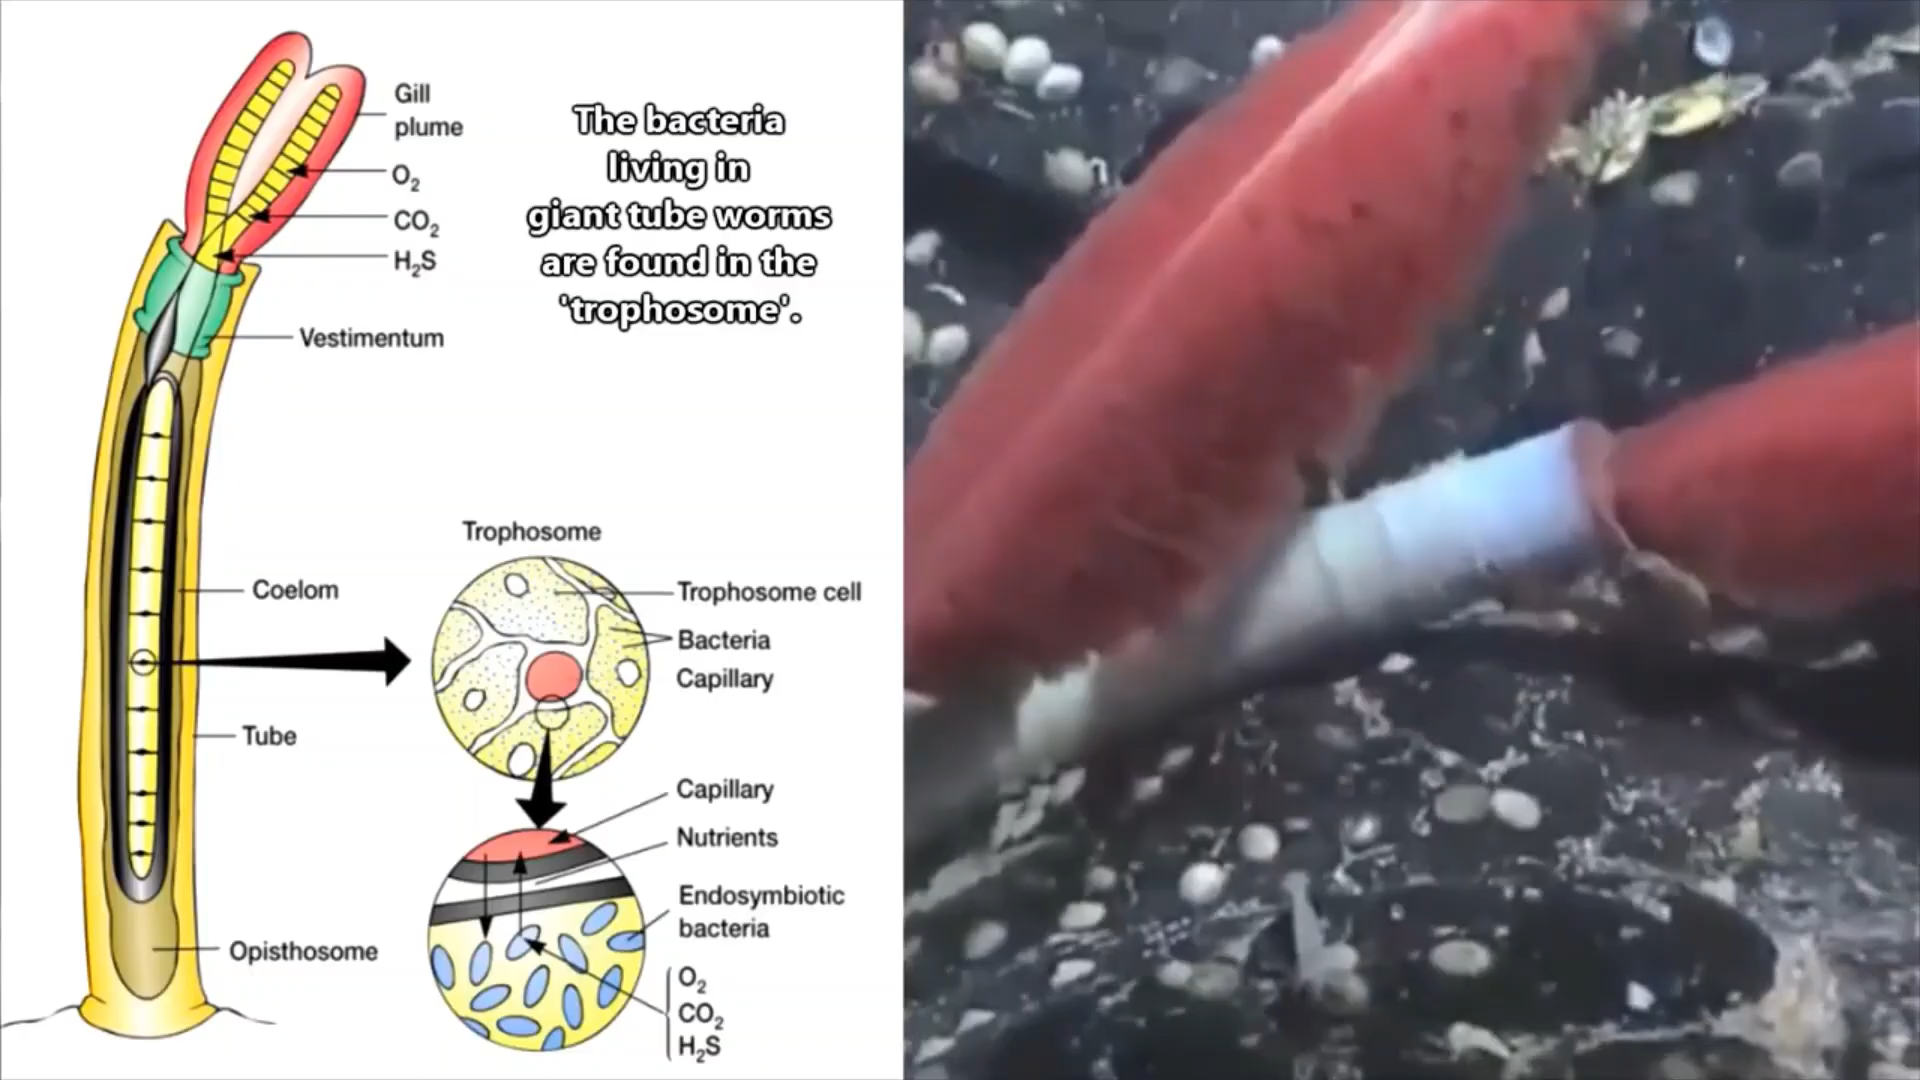 Gill
plume
O₂
CO₂
H₂S
Vestimentum
The bacteria
living in
giant tube worms
are found in the
'trophosome'.
Coelom
Tube
Opisthosome
Trophosome
Trophosome cell
Bacteria
Capillary
Capillary
Nutrients
Endosymbiotic
bacteria
O₂
CO₂
H₂S